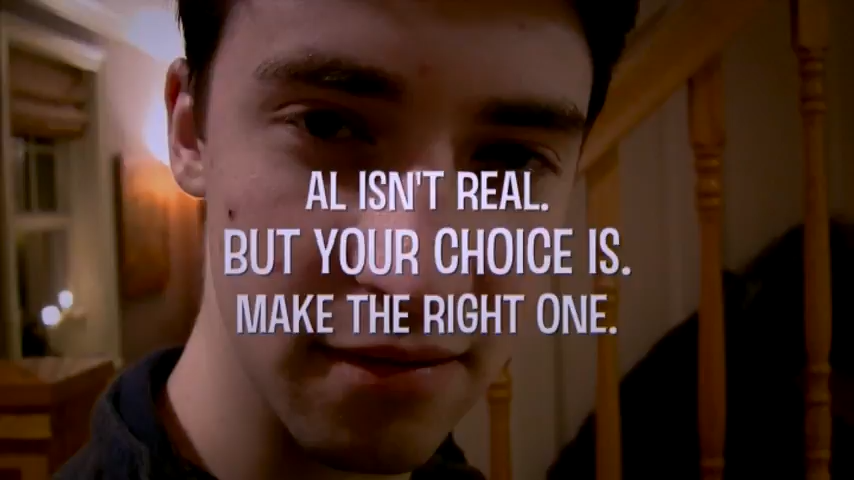 AL ISN'T REAL.
BUT YOUR CHOICE IS.
MAKE THE RIGHT ONE.